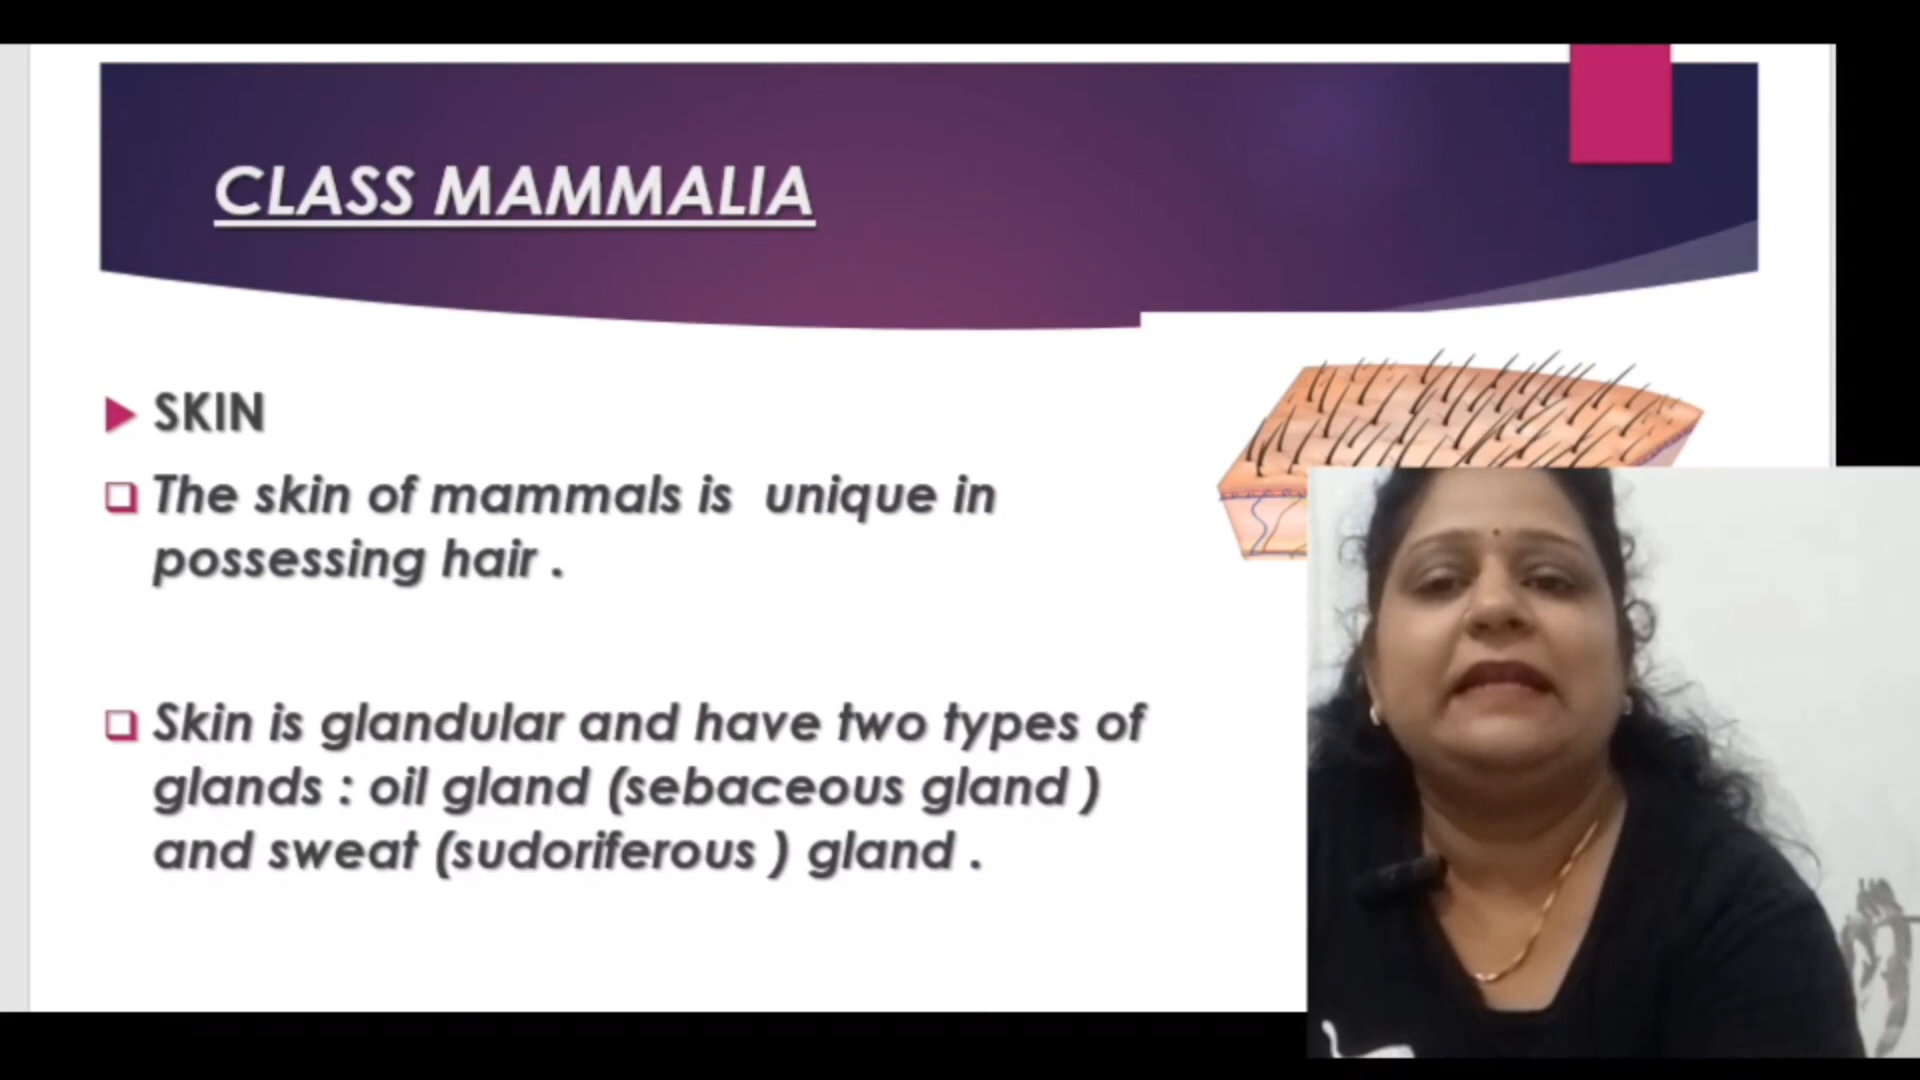 CLASS MAMMALIA
SKIN
The skin of mammals is unique in
possessing hair .
Skin is glandular and have two types of
glands : oil gland (sebaceous gland )
and sweat (sudoriferous ) gland .